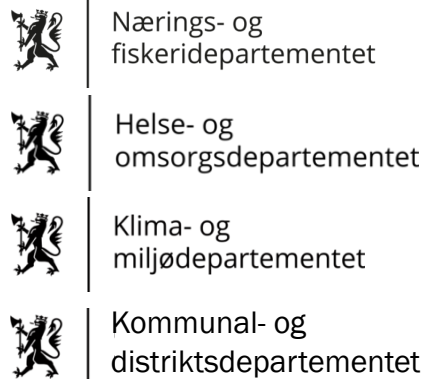 Nærings- og
fiskeridepartementet
Helse- og
omsorgsdepartementet
Klima- og
miljødepartementet
Kommunal- og
distriktsdepartementet